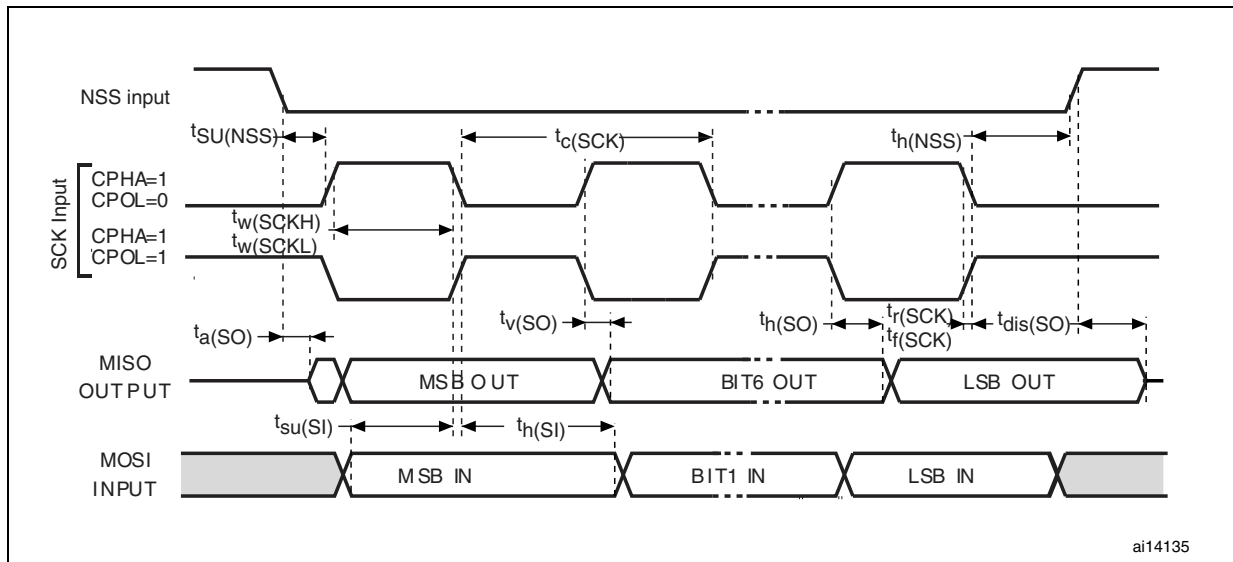 NSS input
tSU(NSS)
tc(SCK)
th(NSS)
SCK Input
CPHA=1
CPOL=0
tw(SCKH)
tw(SCKL)
CPHA=1
CPOL=1
ta(SO)
tv(SO)
th(SO)
tr(SCK)
tf(SCK)
tdis(SO)
MISO
OUTPUT
MSB OUT
BIT6 OUT
LSB OUT
tsu(SI)
th(SI)
MOSI
INPUT
MSB IN
BIT1 IN
LSB IN
ai14135